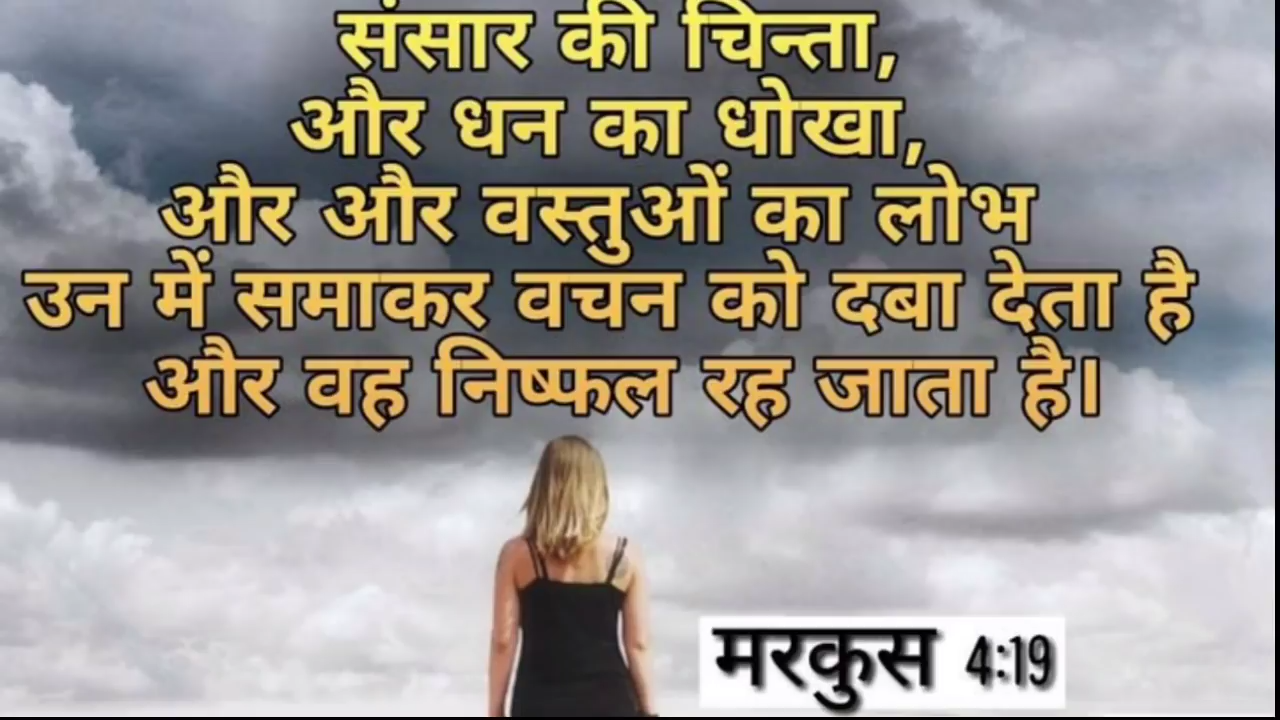 संसार की चिन्ता,
और धन का धोखा,
और और वस्तुओं का लोभ
उन में समाकर वचन को दबा देता है
और वह निष्फल रह जाता है।
मरकुस 4:19